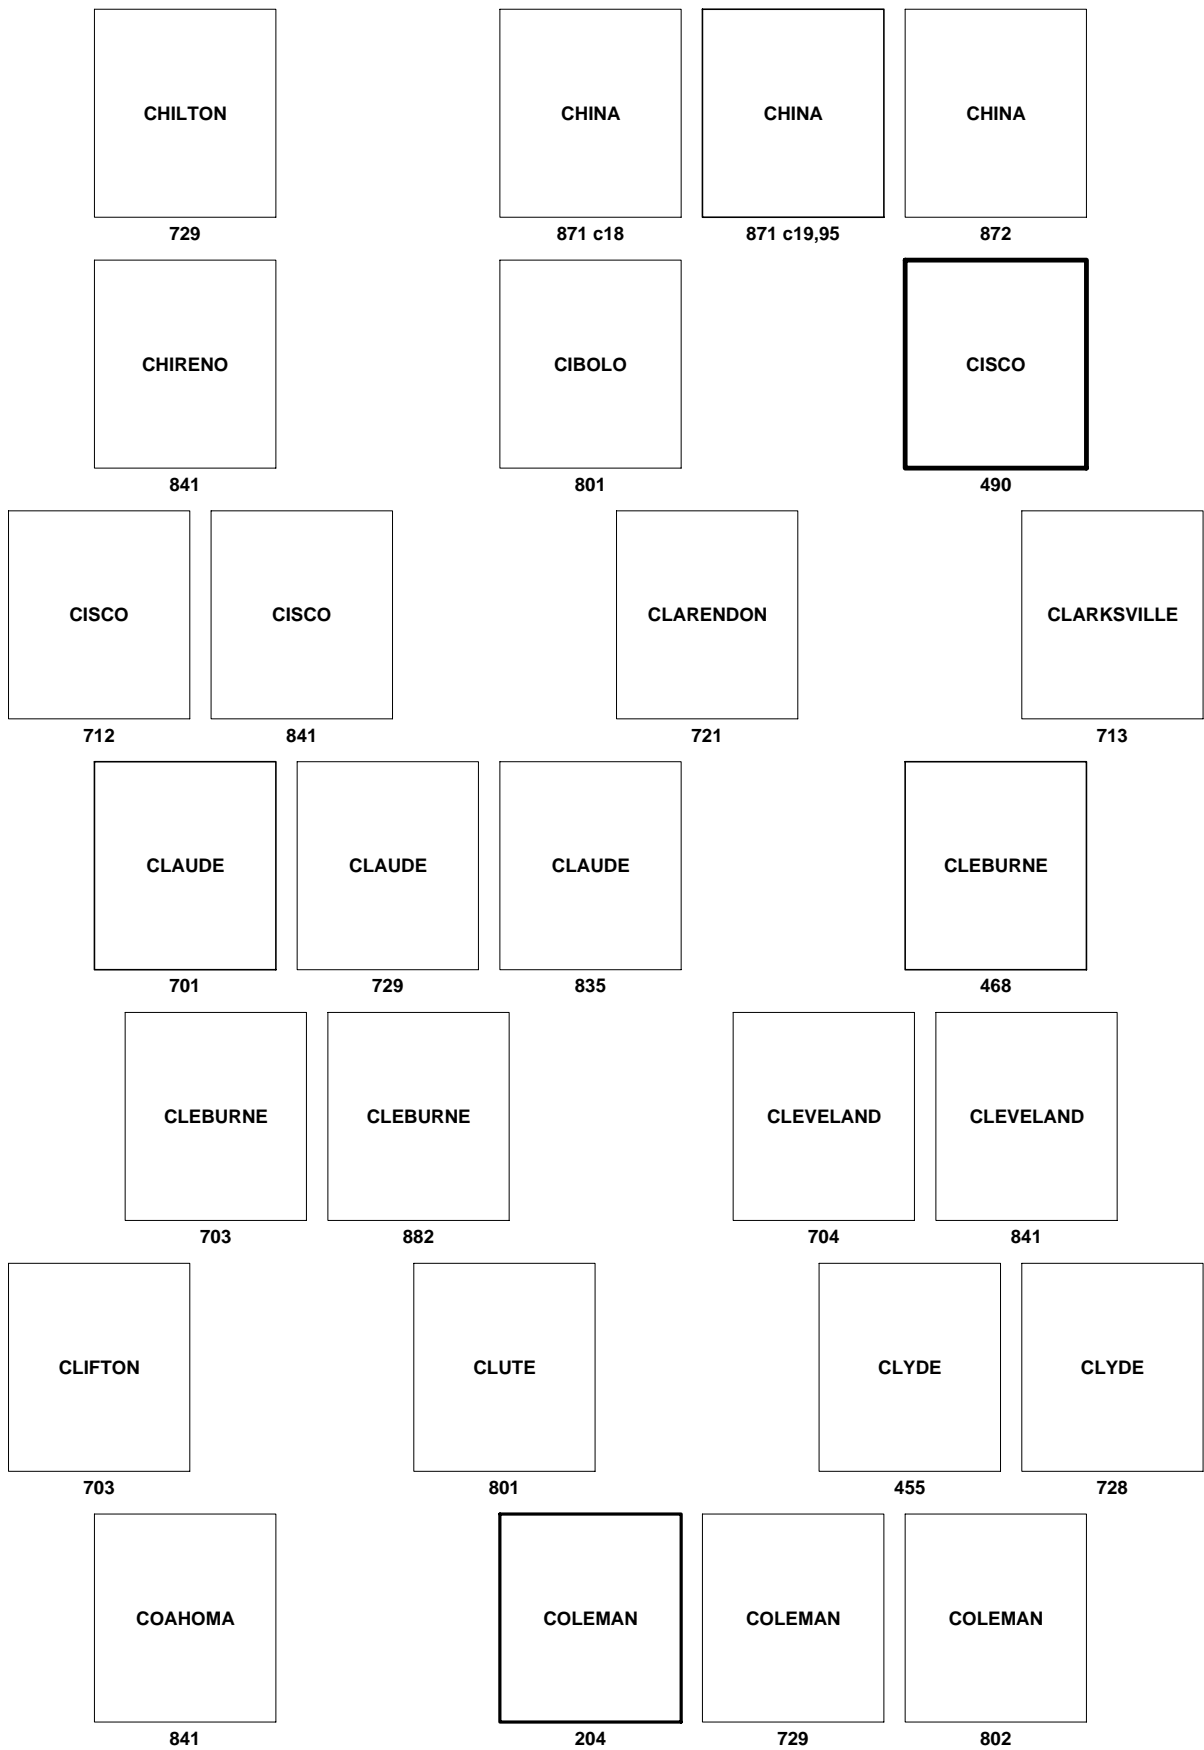 CHILTON CHINA CHINA CHINA
729 871 c18 871 c19,95 872
CHIRENO CIBOLO CISCO
841 801 490
CISCO CISCO CLARENDON CLARKSVILLE
712 841 721 713
CLAUDE CLAUDE CLAUDE CLEBURNE
701 729 835 468
CLEBURNE CLEBURNE CLEVELAND CLEVELAND
703 882 704 841
CLIFTON CLUTE CLYDE CLYDE
703 801 455 728
COAHOMA COLEMAN COLEMAN COLEMAN
841 204 729 802